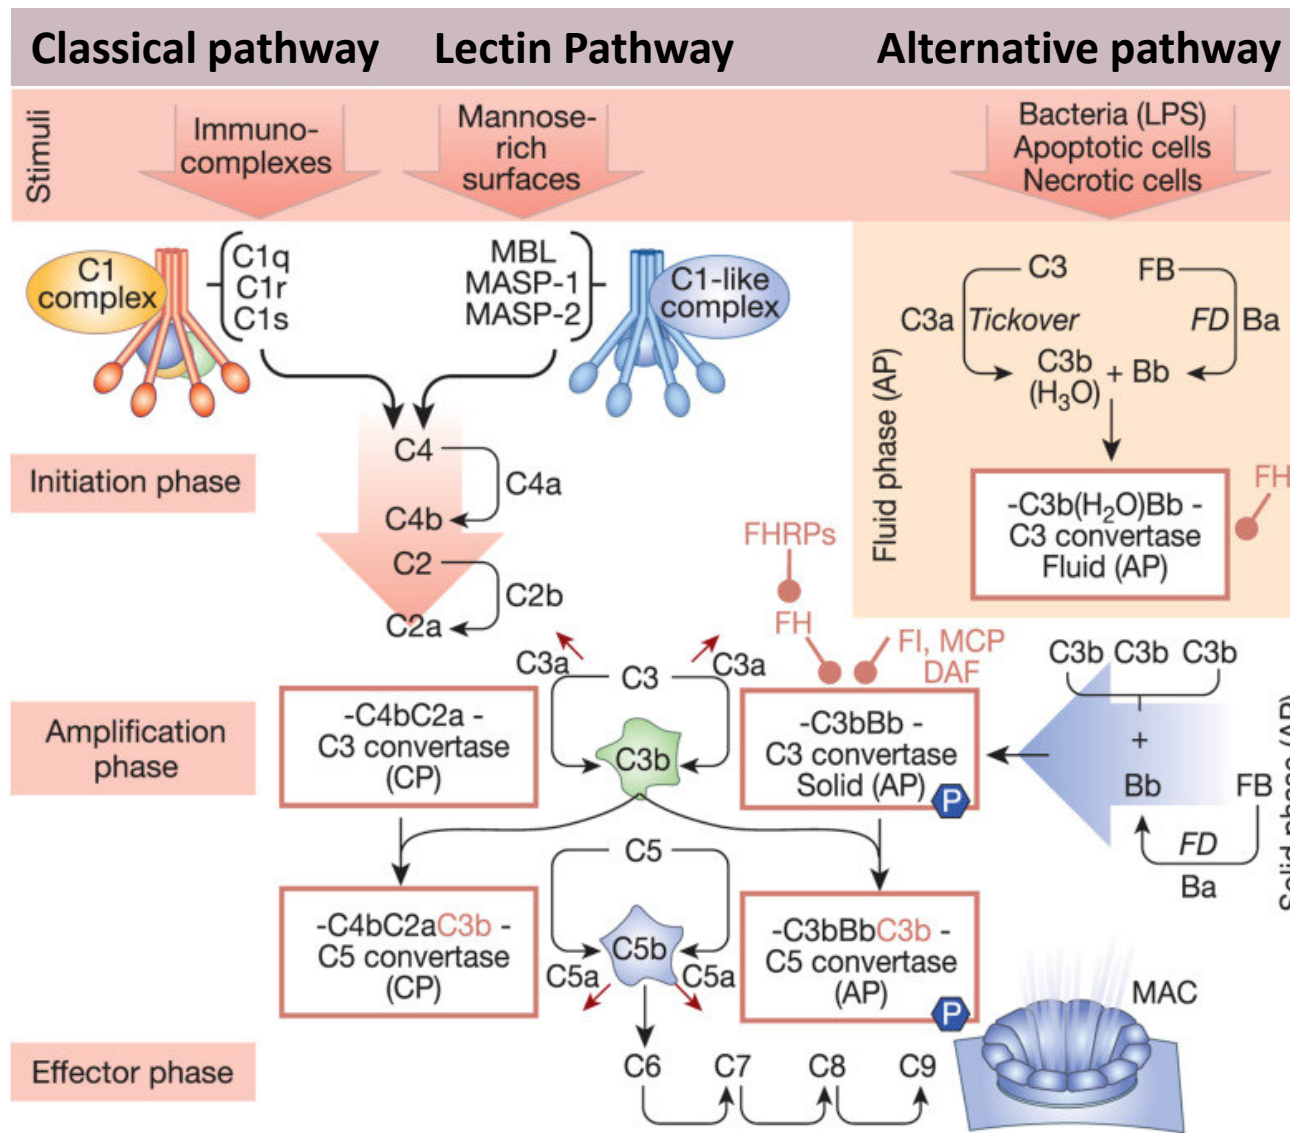 Classical pathway
Lectin Pathway
Alternative pathway
Stimuli
Immuno-
complexes
Mannose-
rich
surfaces
Bacteria (LPS)
Apoptotic cells
Necrotic cells
C1
complex
C1q
C1r
C1s
MBL
MASP-1
MASP-2
C1-like
complex
Fluid phase (AP)
C3
FB
C3a
Tickover
FD
Ba
C3b
(H3O)
+ Bb
-C3b(H2O)Bb -
C3 convertase
Fluid (AP)
FH
Initiation phase
C4
C4a
C4b
C2
C2b
C2a
FHRPs
FH
FI, MCP
DAF
Amplification
phase
-C4bC2a -
C3 convertase
(CP)
C3a
C3
C3a
C3b
-C3bBb -
C3 convertase
Solid (AP)
P
C3b C3b C3b
+
Bb
FB
FD
Ba
Solid phase (AP)
-C4bC2aC3b -
C5 convertase
(CP)
C5
C5b
C5a
C5a
-C3bBbC3b -
C5 convertase
(AP)
P
MAC
Effector phase
C6
C7
C8
C9